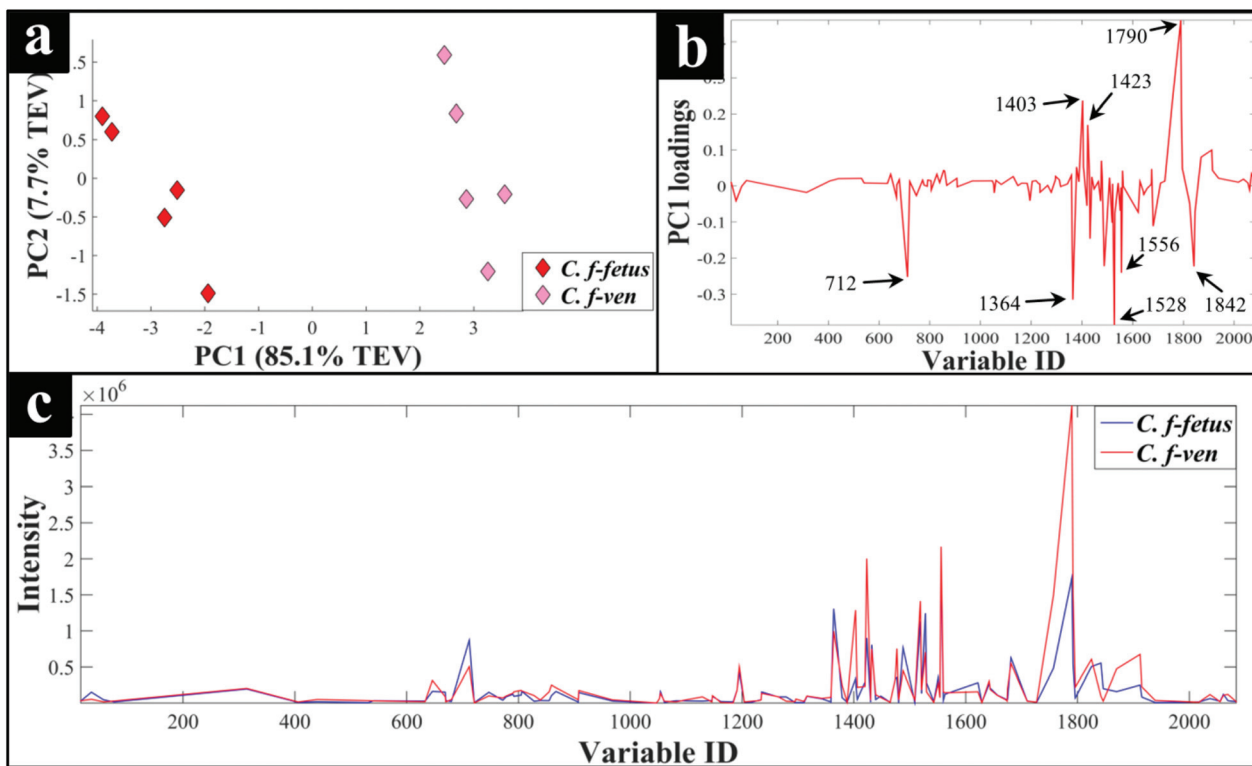 a
PC2 (7.7% TEV)
.5
1
0.5
0
-0.5
-1
-1.5
-4 -3 -2 -1 0 1 2 3
PC1 (85.1% TEV)
C. f-fetus
C. f-ven
b
PC1 loadings
0.2
0.1
0
-0.1
-0.2
-0.3
1790
1403
1423
712
1364
1556
1528
1842
0 200 400 600 800 1000 1200 1400 1600 1800 2000
Variable ID
c
×10⁶
Intensity
3.5
3
2.5
2
1.5
1
0.5
C. f-fetus
C. f-ven
200 400 600 800 1000 1200 1400 1600 1800 2000
Variable ID